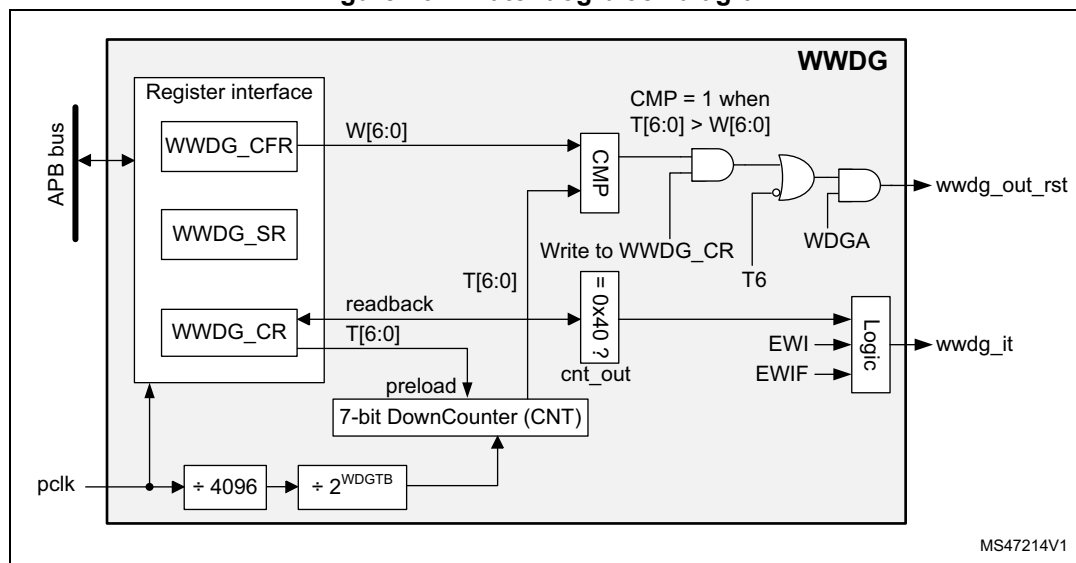 WWDG
Register interface
CMP = 1 when
T[6:0] > W[6:0]
APB bus
WWDG_CFR
W[6:0]
CMP
wwdg_out_rst
WWDG_SR
Write to WWDG_CR
WDGA
T6
T[6:0]
readback
= 0x40 ?
WWDG_CR
T[6:0]
EWI
Logic
wwdg_it
cnt_out
EWIF
preload
7-bit DownCounter (CNT)
pclk
÷ 4096
÷ 2WDGTB
MS47214V1